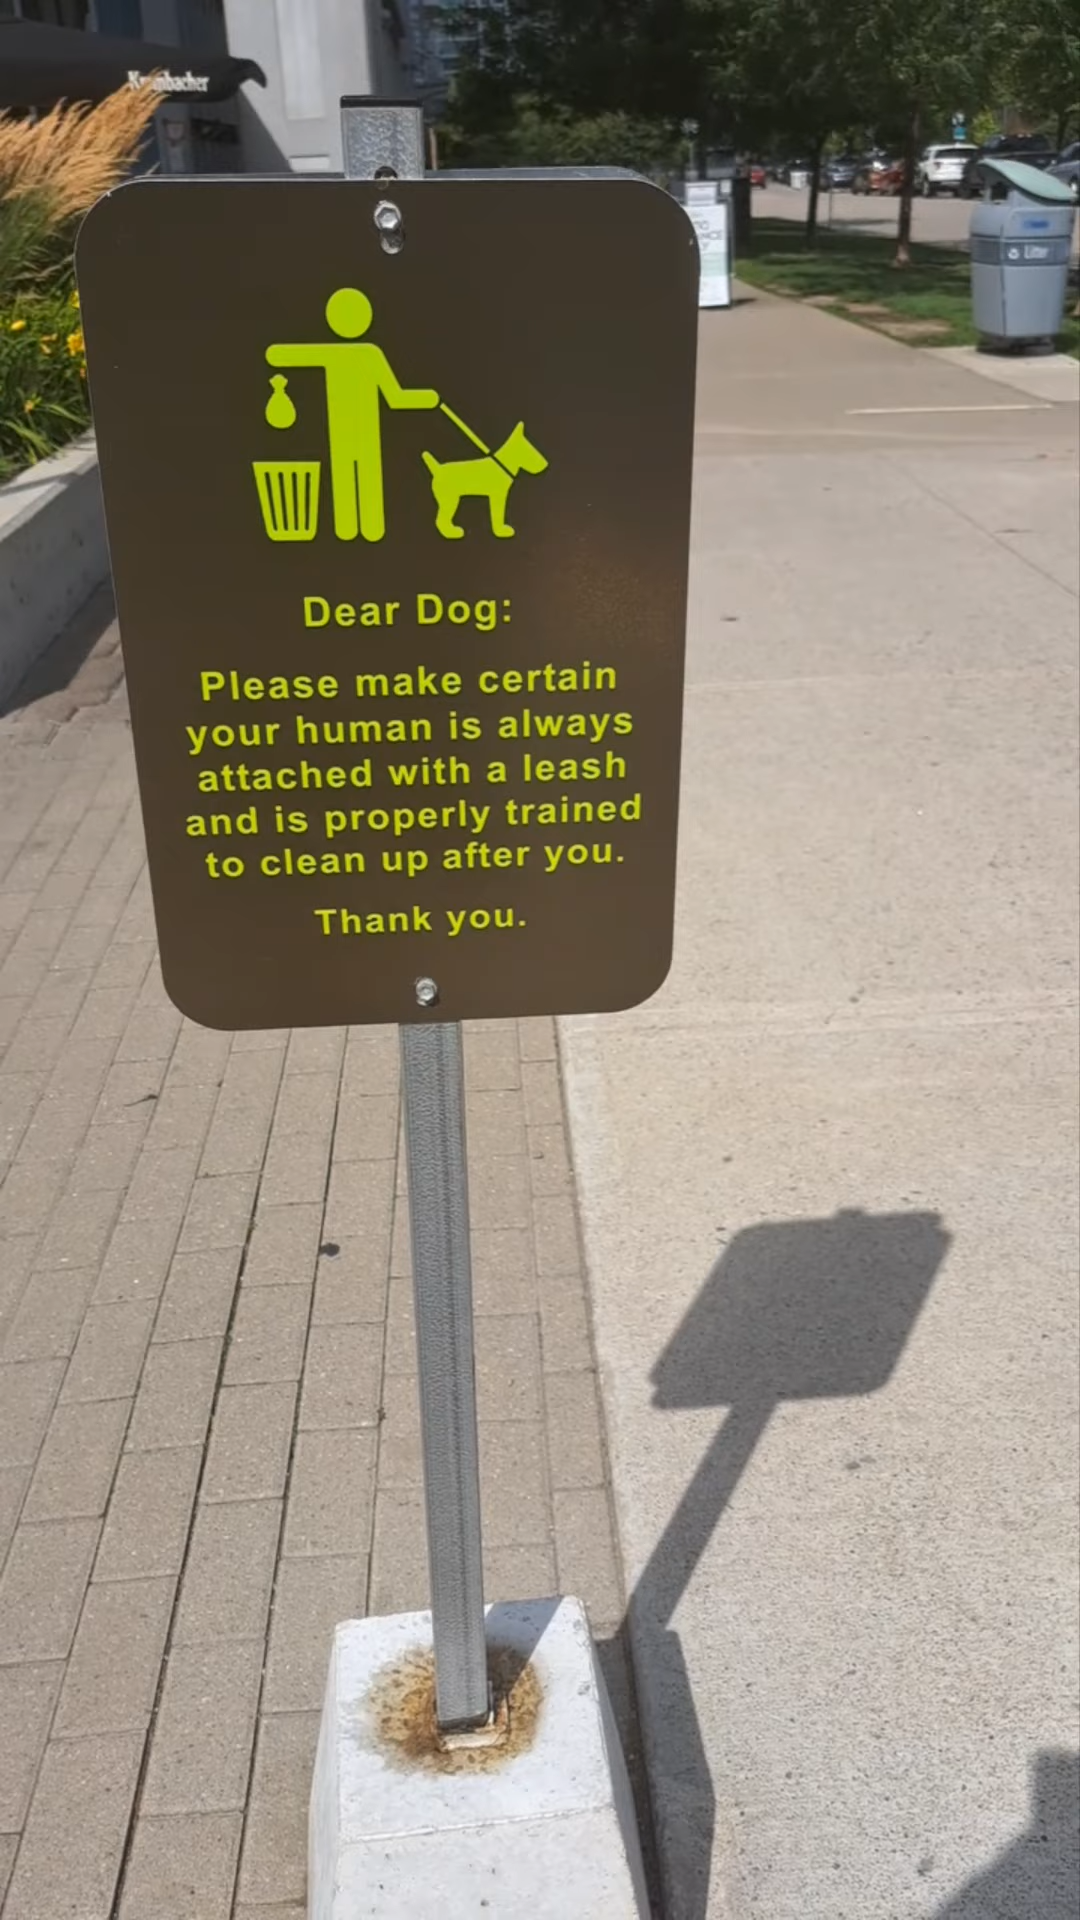 Krombacher
Litter
Dear Dog:
Please make certain
your human is always
attached with a leash
and is properly trained
to clean up after you.
Thank you.